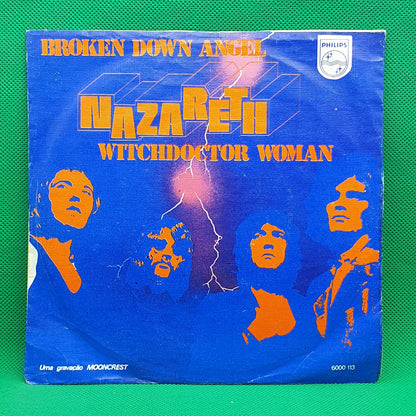 BROKEN DOWN ANGEL
PHILIPS
NAZARETH
WITCHDOCTOR WOMAN
Uma gravação MOONCREST
6000 113